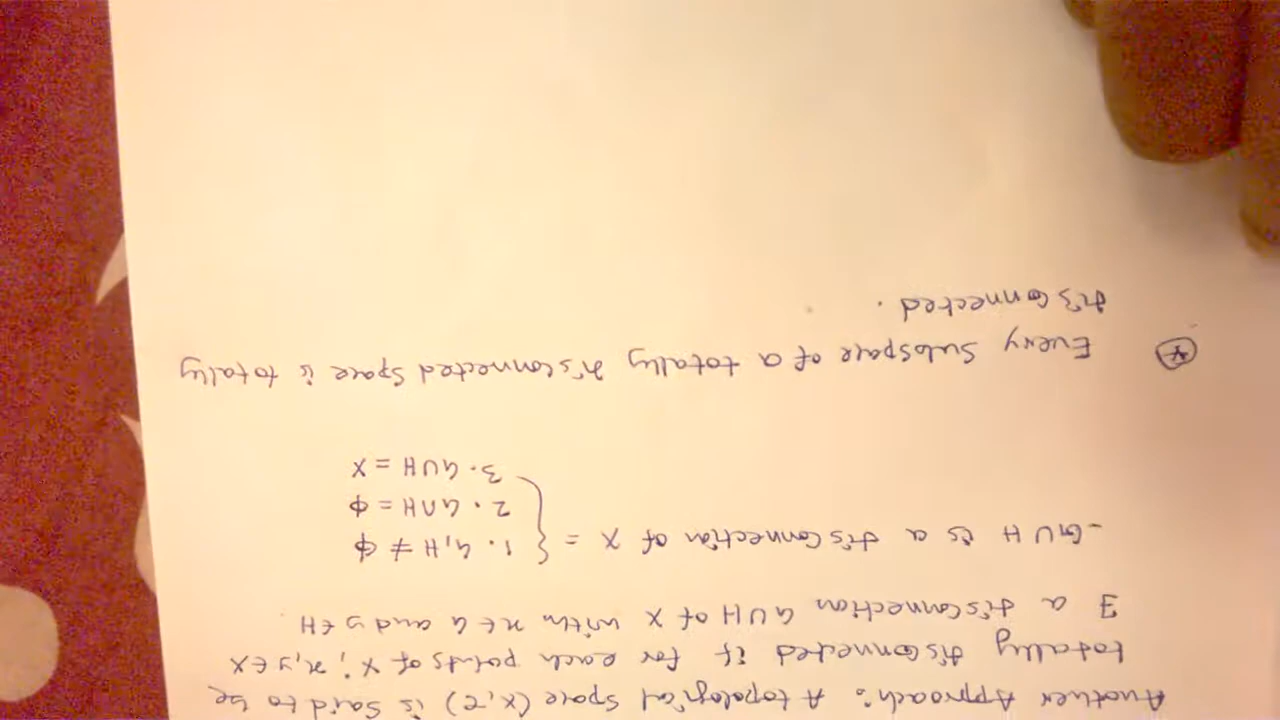 Another Approach: A topological space (X,τ) is said to be
totally disconnected if for each points of X; x,y ∈ X
∃ a disconnection G∪H of X with x∈G and y∈H.
- G∪H is a disconnection of X = { 1. G,H ≠ φ
2. G∩H = φ
3. G∪H = X
* Every Subspace of a totally disconnected space is totally
disconnected.